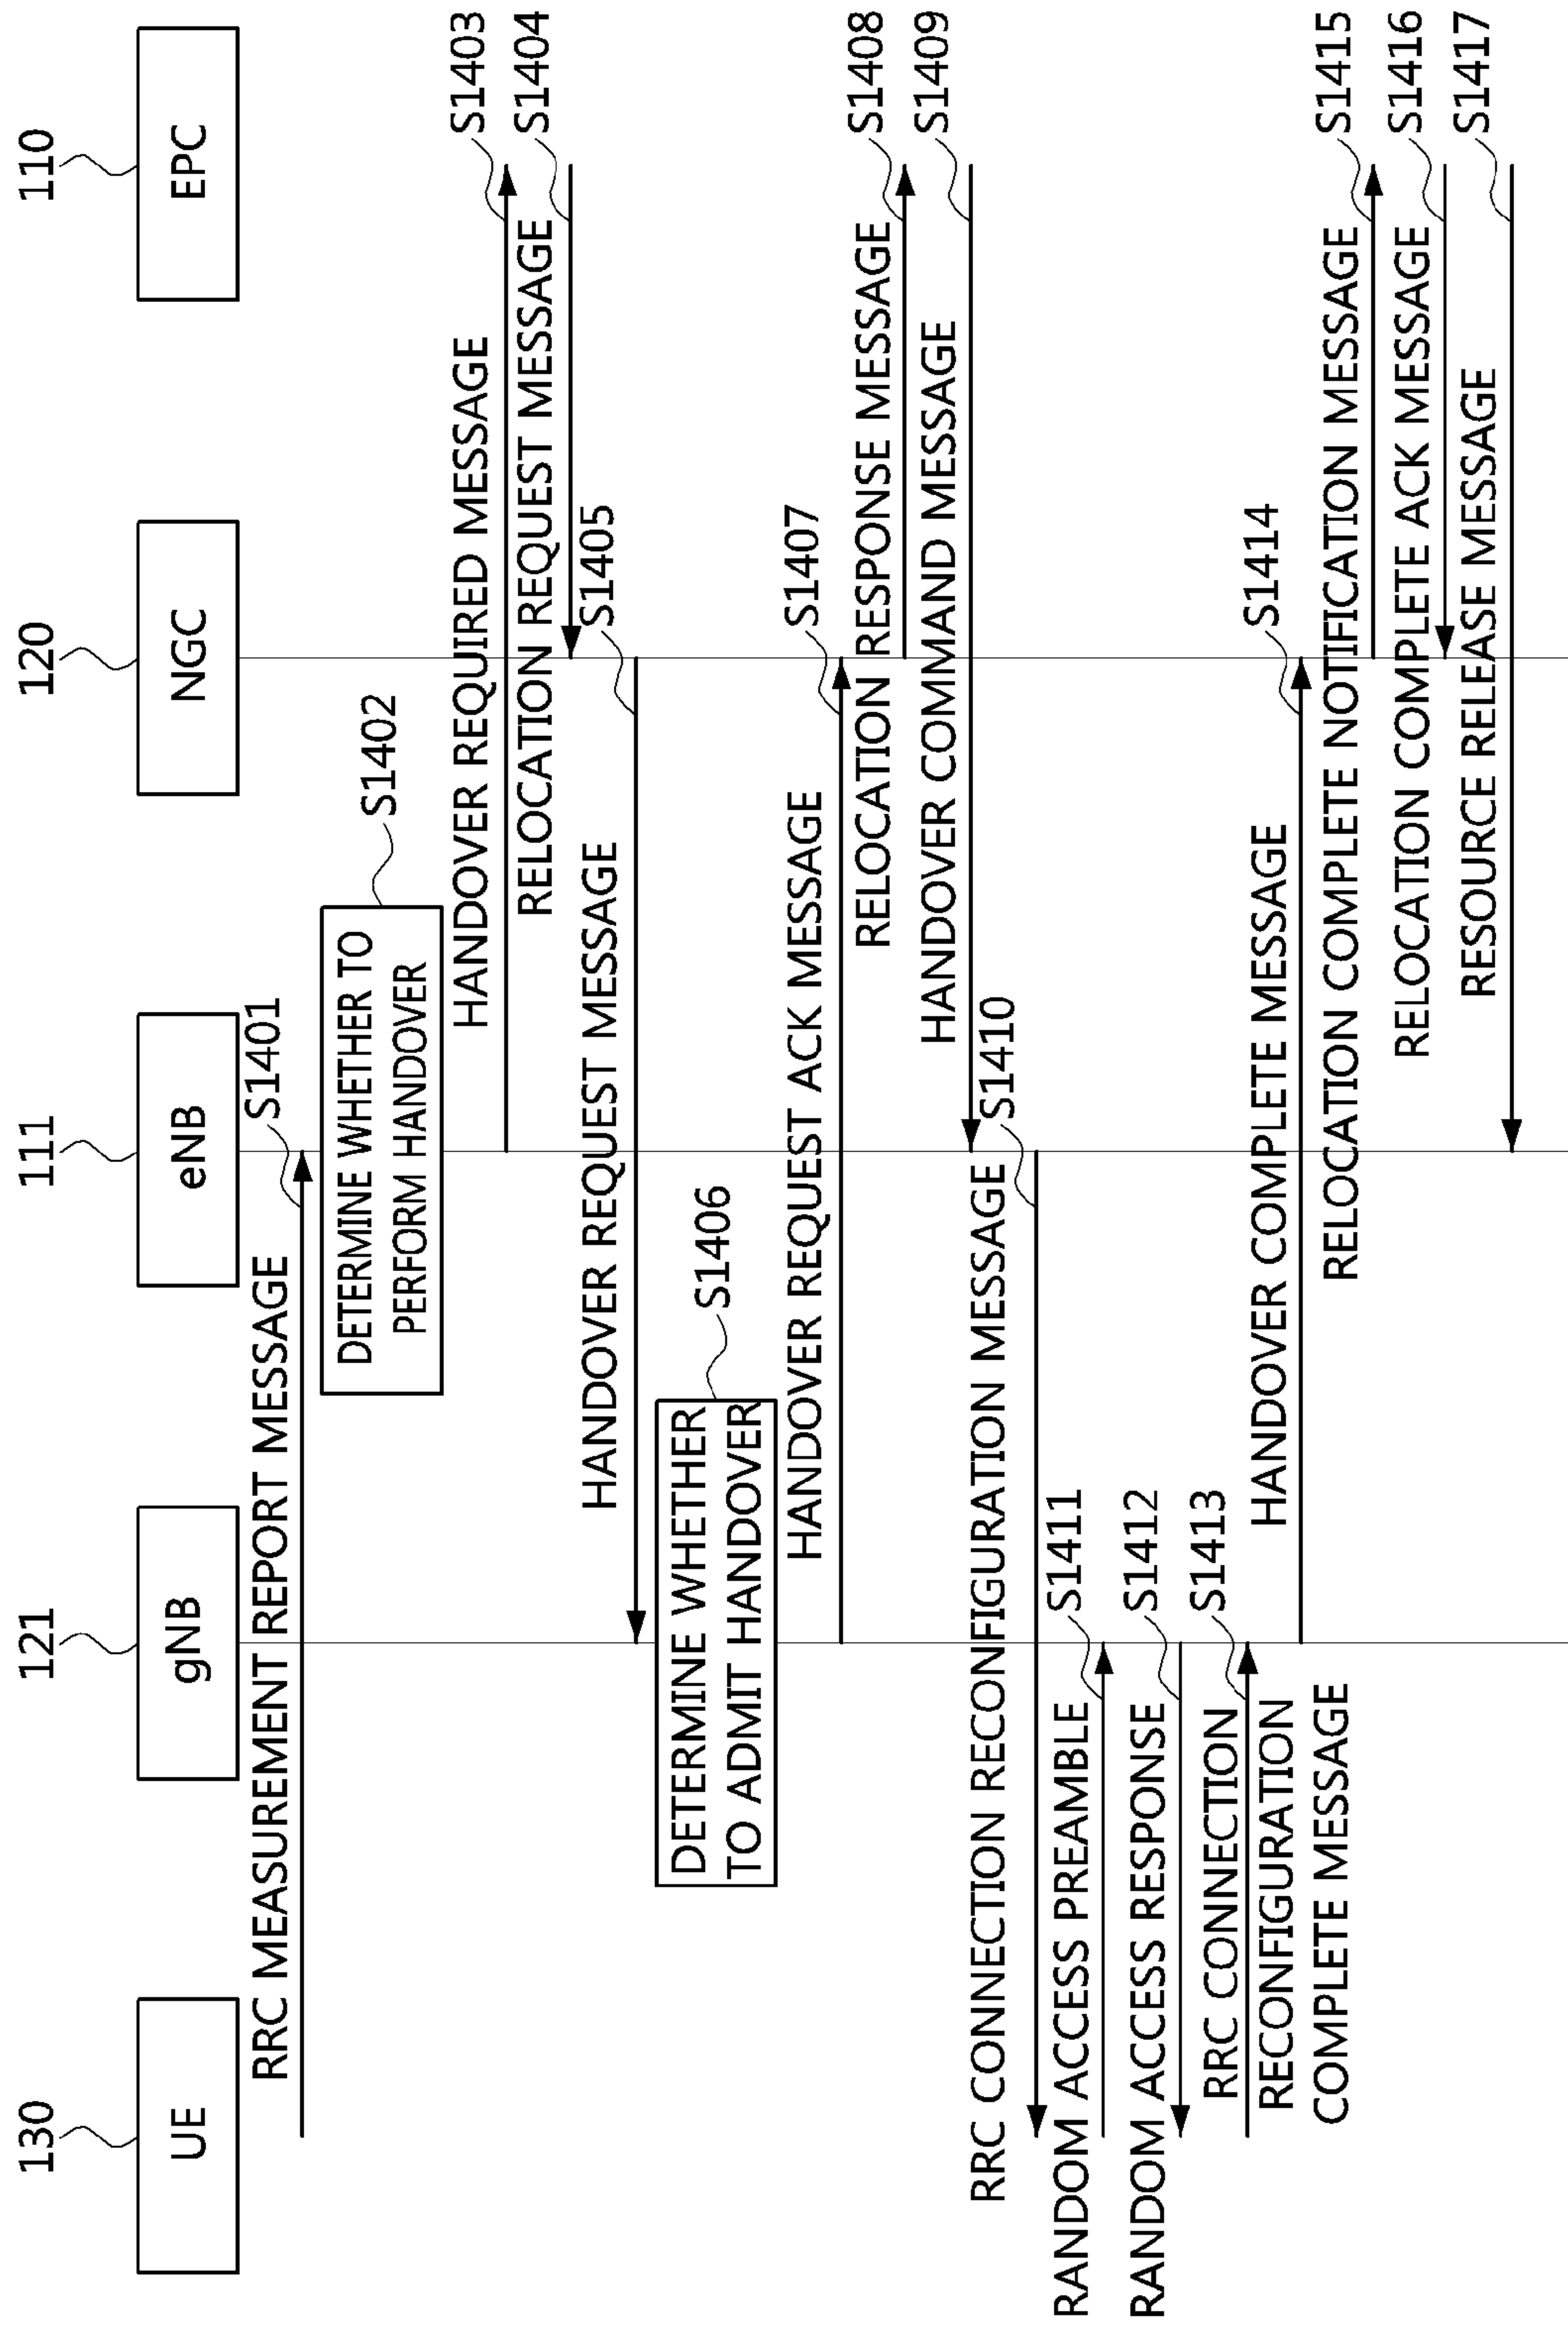 130
121
111
120
110
UE
gNB
eNB
NGC
EPC
RRC MEASUREMENT REPORT MESSAGE
S1401
DETERMINE WHETHER TO
PERFORM HANDOVER
S1402
HANDOVER REQUIRED MESSAGE
S1403
RELOCATION REQUEST MESSAGE
S1404
HANDOVER REQUEST MESSAGE
S1405
DETERMINE WHETHER
TO ADMIT HANDOVER
S1406
HANDOVER REQUEST ACK MESSAGE
S1407
RELOCATION RESPONSE MESSAGE
S1408
HANDOVER COMMAND MESSAGE
S1409
RRC CONNECTION RECONFIGURATION MESSAGE
S1410
RANDOM ACCESS PREAMBLE
S1411
RANDOM ACCESS RESPONSE
S1412
RRC CONNECTION
RECONFIGURATION
COMPLETE MESSAGE
S1413
HANDOVER COMPLETE MESSAGE
S1414
RELOCATION COMPLETE NOTIFICATION MESSAGE
S1415
RELOCATION COMPLETE ACK MESSAGE
S1416
RESOURCE RELEASE MESSAGE
S1417